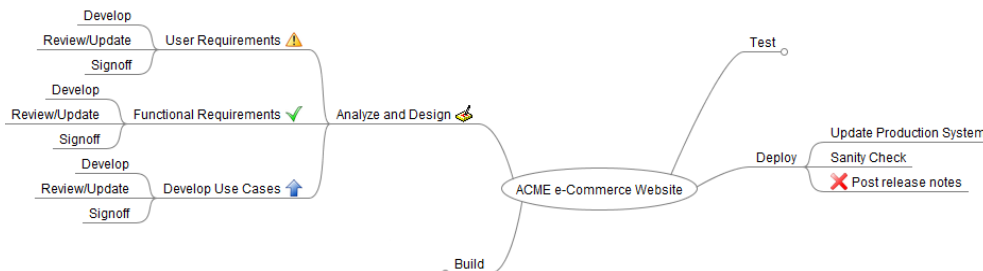 Develop
Review/Update
Signoff
User Requirements
Develop
Review/Update
Signoff
Functional Requirements
Develop
Review/Update
Signoff
Develop Use Cases
Analyze and Design
ACME e-Commerce Website
Build
Test
Deploy
Update Production System
Sanity Check
Post release notes